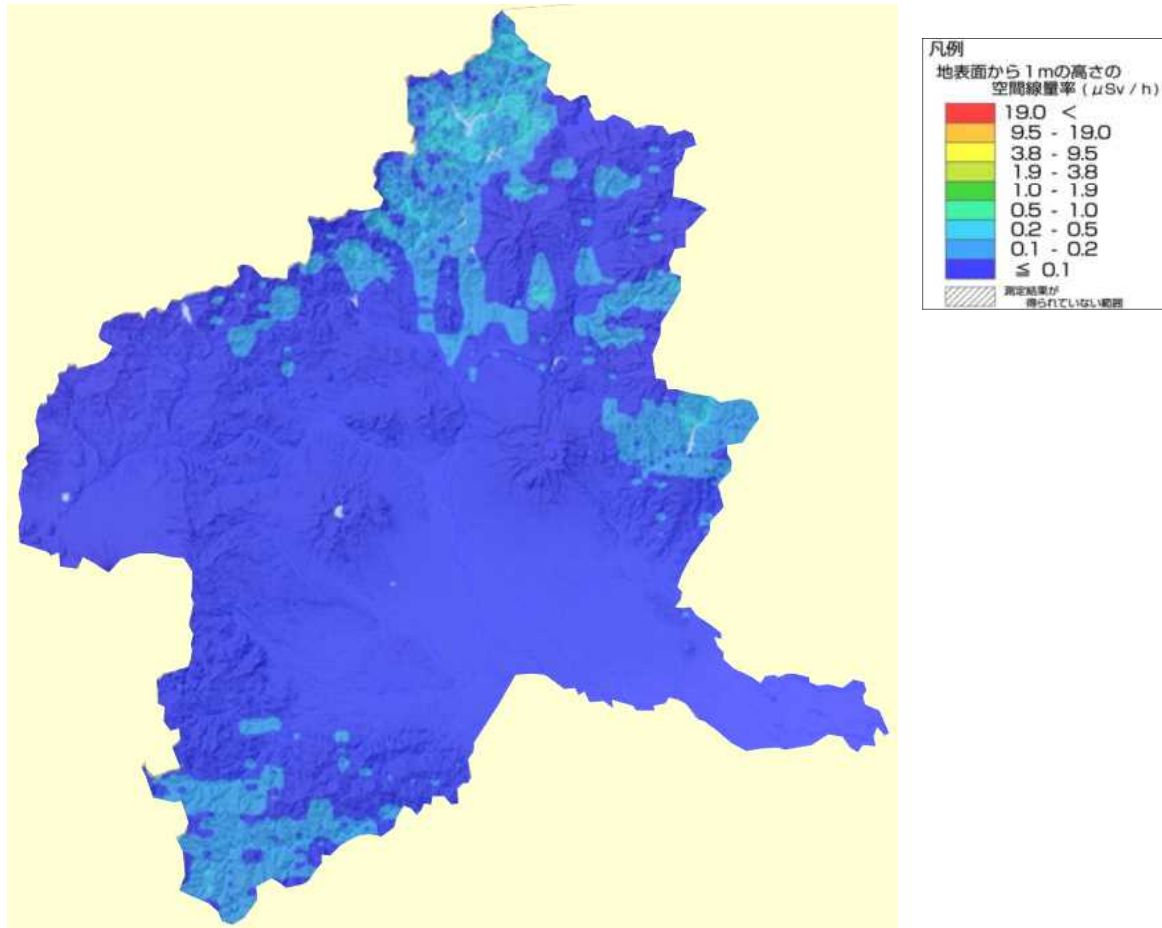 凡例
地表面から1mの高さの
空間線量率 (μSv / h)
19.0 <
9.5 - 19.0
3.8 - 9.5
1.9 - 3.8
1.0 - 1.9
0.5 - 1.0
0.2 - 0.5
0.1 - 0.2
≦ 0.1
測定結果が
得られていない範囲